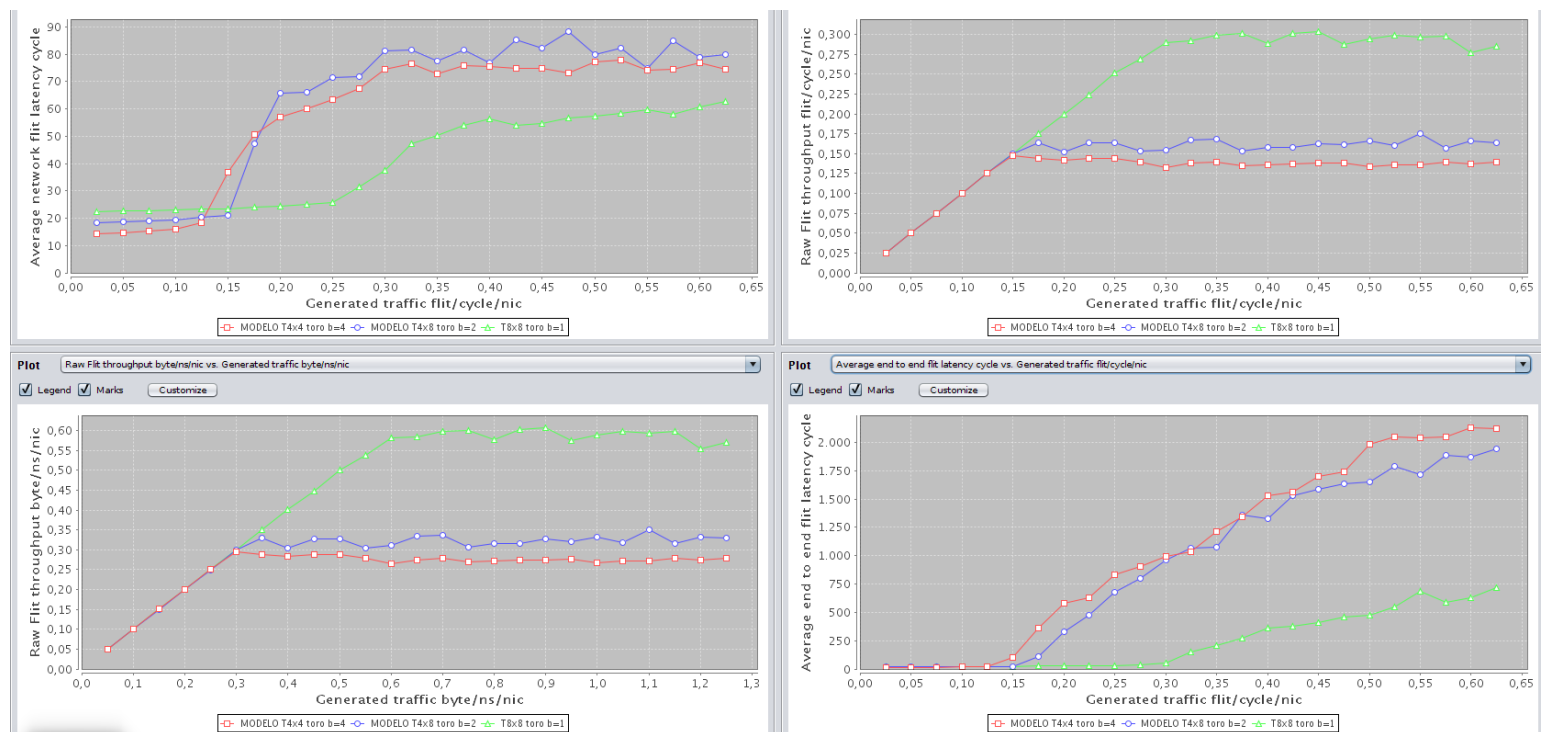 Average network flit latency cycle
90
80
70
60
50
40
30
20
10
0
0,00 0,05 0,10 0,15 0,20 0,25 0,30 0,35 0,40 0,45 0,50 0,55 0,60 0,65
Generated traffic flit/cycle/nic
MODELO T4x4 toro b=4 MODELO T4x8 toro b=2 T8x8 toro b=1
Raw Flit throughput flit/cycle/nic
0,300
0,275
0,250
0,225
0,200
0,175
0,150
0,125
0,100
0,075
0,050
0,025
0,000
0,00 0,05 0,10 0,15 0,20 0,25 0,30 0,35 0,40 0,45 0,50 0,55 0,60 0,65
Generated traffic flit/cycle/nic
MODELO T4x4 toro b=4 MODELO T4x8 toro b=2 T8x8 toro b=1
Plot Raw Flit throughput byte/ns/nic vs. Generated traffic byte/ns/nic
Legend Marks Customize
Raw Flit throughput byte/ns/nic
0,60
0,55
0,50
0,45
0,40
0,35
0,30
0,25
0,20
0,15
0,10
0,05
0,00
0,0 0,1 0,2 0,3 0,4 0,5 0,6 0,7 0,8 0,9 1,0 1,1 1,2 1,3
Generated traffic byte/ns/nic
MODELO T4x4 toro b=4 MODELO T4x8 toro b=2 T8x8 toro b=1
Plot Average end to end flit latency cycle vs. Generated traffic flit/cycle/nic
Legend Marks Customize
Average end to end flit latency cycle
2.000
1.750
1.500
1.250
1.000
750
500
250
0
0,00 0,05 0,10 0,15 0,20 0,25 0,30 0,35 0,40 0,45 0,50 0,55 0,60 0,65
Generated traffic flit/cycle/nic
MODELO T4x4 toro b=4 MODELO T4x8 toro b=2 T8x8 toro b=1